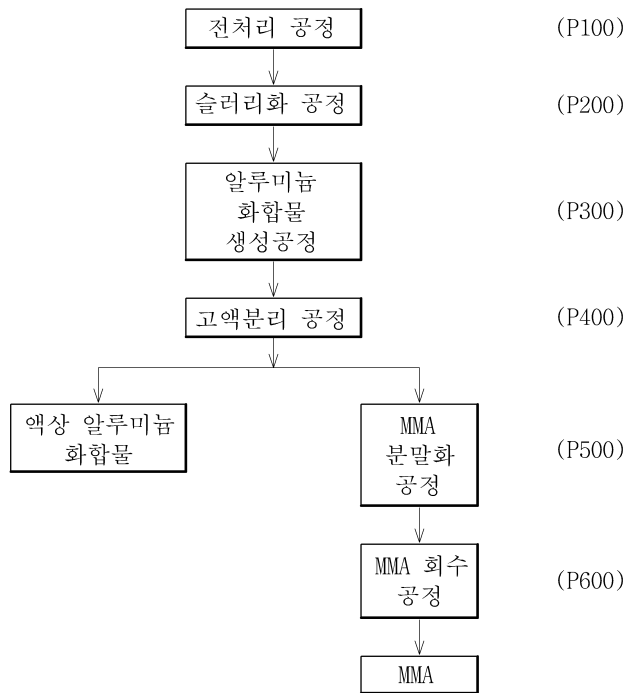 전처리 공정 (P100)
슬러리화 공정 (P200)
알루미늄
화합물 (P300)
생성공정
고액분리 공정 (P400)
액상 알루미늄
화합물
MMA
분말화 (P500)
공정
MMA 회수 (P600)
공정
MMA